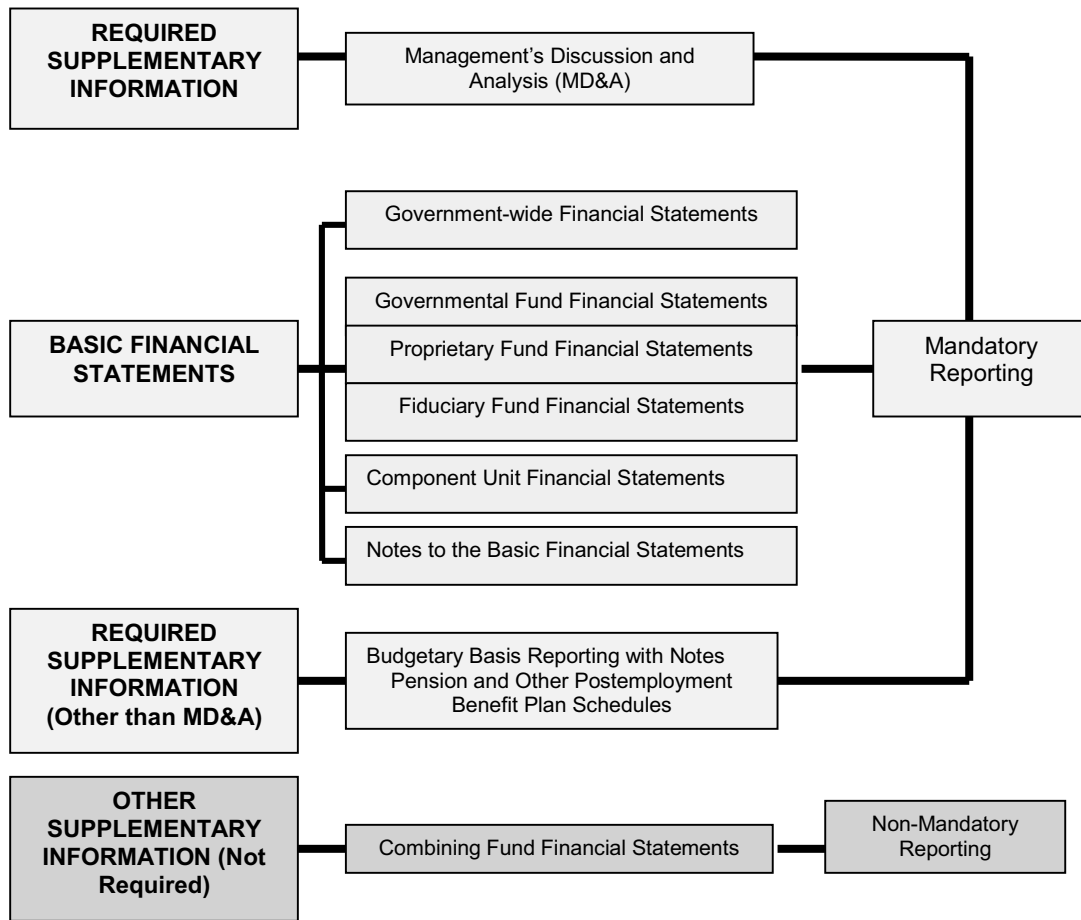 REQUIRED
SUPPLEMENTARY
INFORMATION
Management’s Discussion and
Analysis (MD&A)
Government-wide Financial Statements
Governmental Fund Financial Statements
BASIC FINANCIAL
STATEMENTS
Proprietary Fund Financial Statements
Mandatory
Reporting
Fiduciary Fund Financial Statements
Component Unit Financial Statements
Notes to the Basic Financial Statements
REQUIRED
SUPPLEMENTARY
INFORMATION
(Other than MD&A)
Budgetary Basis Reporting with Notes
Pension and Other Postemployment
Benefit Plan Schedules
OTHER
SUPPLEMENTARY
INFORMATION (Not
Required)
Combining Fund Financial Statements
Non-Mandatory
Reporting